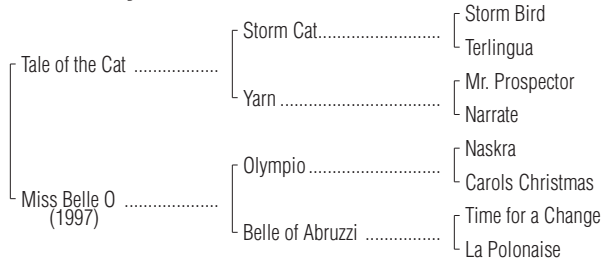 Storm Bird
Storm Cat..............................
Terlingua
Tale of the Cat ..................
Mr. Prospector
Yarn ......................................
Narrate
Naskra
Olympio ...............................
Carols Christmas
Miss Belle O ....................
(1997)
Time for a Change
Belle of Abruzzi ..................
La Polonaise